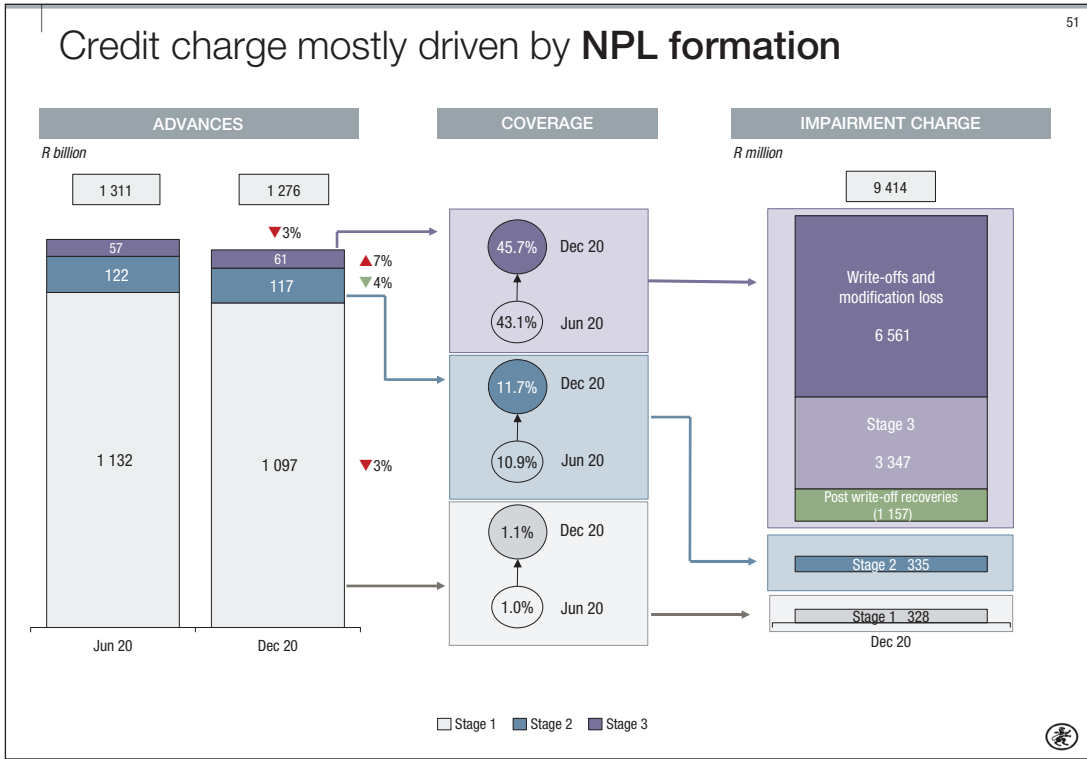 51
Credit charge mostly driven by NPL formation
ADVANCES
R billion
1 311
1 276
▼3%
57
61
▲7%
122
117
▼4%
1 132
1 097
▼3%
Jun 20
Dec 20
COVERAGE
45.7%
Dec 20
43.1%
Jun 20
11.7%
Dec 20
10.9%
Jun 20
1.1%
Dec 20
1.0%
Jun 20
IMPAIRMENT CHARGE
R million
9 414
Write-offs and
modification loss
6 561
Stage 3
3 347
Post write-off recoveries
(1 157)
Stage 2 335
Stage 1 328
Dec 20
Stage 1
Stage 2
Stage 3